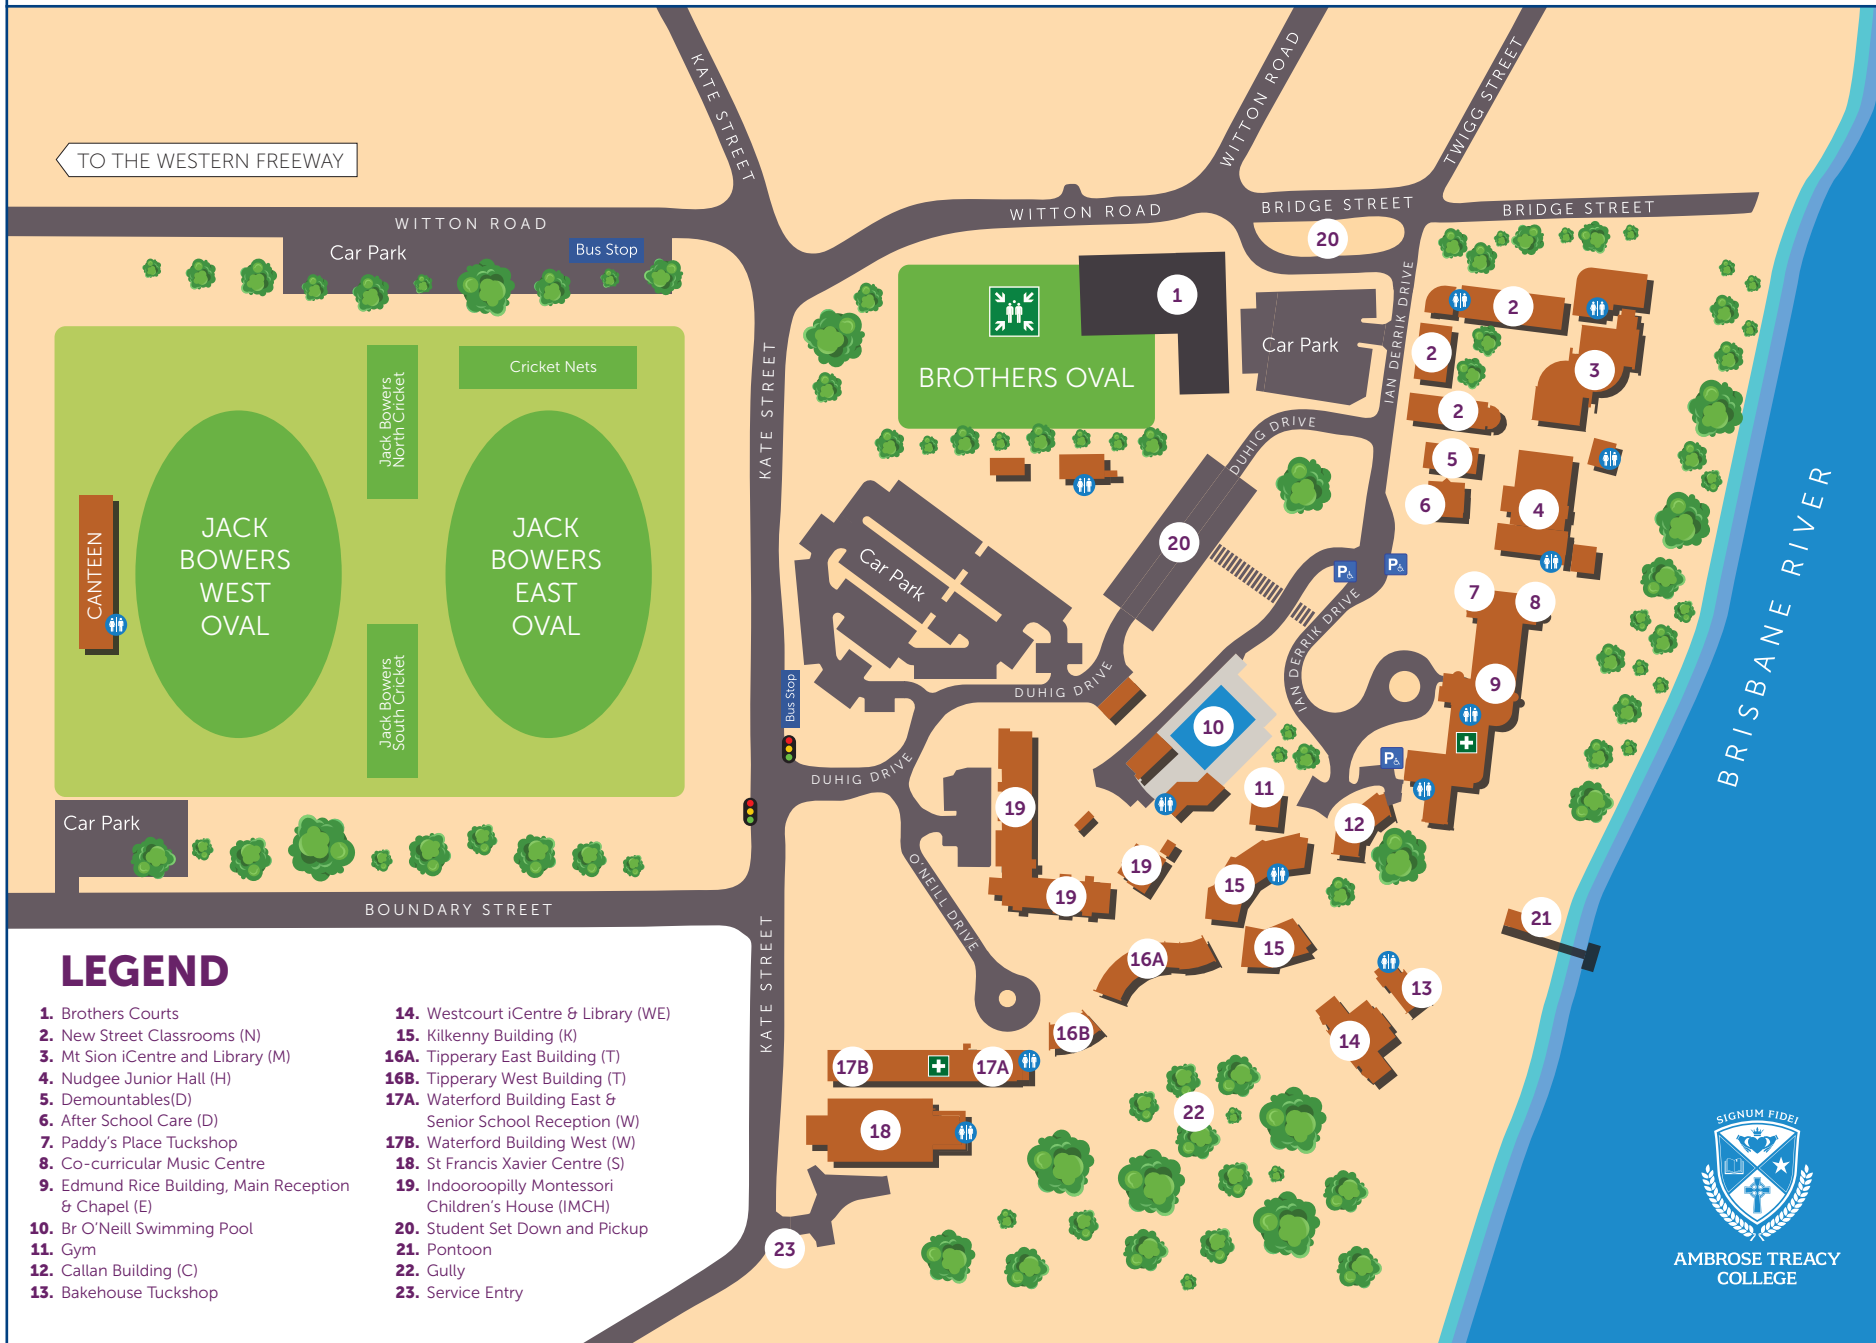 KATE STREET
WITTON ROAD
TWIGG STREET
TO THE WESTERN FREEWAY
WITTON ROAD
WITTON ROAD
BRIDGE STREET
BRIDGE STREET
Car Park
Bus Stop
20
IAN DERRIK DRIVE
1
2
2
3
2
Car Park
BROTHERS OVAL
Cricket Nets
Jack Bowers
North Cricket
KATE STREET
DUHIG DRIVE
5
6
4
CANTEEN
JACK
BOWERS
WEST
OVAL
JACK
BOWERS
EAST
OVAL
Car Park
20
P
P
7
8
IAN DERRIK DRIVE
BRISBANE RIVER
Jack Bowers
South Cricket
Bus Stop
DUHIG DRIVE
9
10
P
DUHIG DRIVE
11
12
Car Park
19
19
19
15
15
O'NEILL DRIVE
BOUNDARY STREET
KATE STREET
21
16A
13
16B
14
17B
17A
22
18
23
LEGEND
1. Brothers Courts
2. New Street Classrooms (N)
3. Mt Sion iCentre and Library (M)
4. Nudgee Junior Hall (H)
5. Demountables(D)
6. After School Care (D)
7. Paddy's Place Tuckshop
8. Co-curricular Music Centre
9. Edmund Rice Building, Main Reception
& Chapel (E)
10. Br O'Neill Swimming Pool
11. Gym
12. Callan Building (C)
13. Bakehouse Tuckshop
14. Westcourt iCentre & Library (WE)
15. Kilkenny Building (K)
16A. Tipperary East Building (T)
16B. Tipperary West Building (T)
17A. Waterford Building East &
Senior School Reception (W)
17B. Waterford Building West (W)
18. St Francis Xavier Centre (S)
19. Indooroopilly Montessori
Children's House (IMCH)
20. Student Set Down and Pickup
21. Pontoon
22. Gully
23. Service Entry
SIGNUM FIDEI
AMBROSE TREACY
COLLEGE